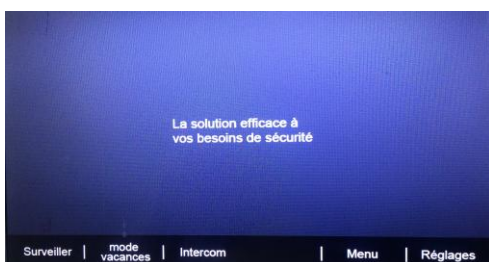 La solution efficace à
vos besoins de sécurité
Surveiller | mode vacances | Intercom | Menu | Réglages